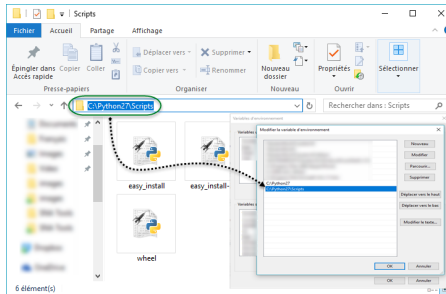 Scripts
Fichier Accueil Partage Affichage
Épingler dans Accès rapide
Copier
Coller
Déplacer vers
Copier vers
Supprimer
Renommer
Nouveau dossier
Propriétés
Sélectionner
Presse-papiers Organiser Nouveau Ouvrir
C:\Python27\Scripts
Rechercher dans : Scripts
easy_install
easy_install-
wheel
6 élément(s)
Modifier la variable d'environnement
Nouveau
Modifier
Parcourir...
Supprimer
Déplacer vers le haut
Déplacer vers le bas
Modifier le texte...
C:\Python27
C:\Python27\Scripts
OK Annuler
OK Annuler